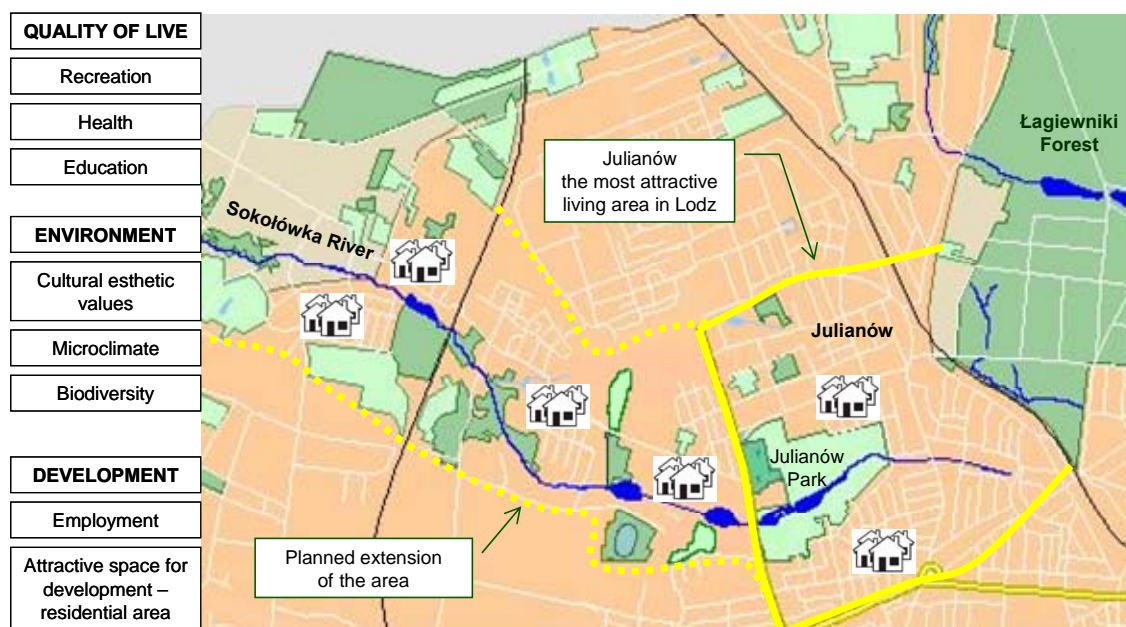 QUALITY OF LIVE
Recreation
Health
Education
ENVIRONMENT
Cultural esthetic
values
Microclimate
Biodiversity
DEVELOPMENT
Employment
Attractive space for
development –
residential area
Sokołówka River
Julianów
the most attractive
living area in Lodz
Łagiewniki
Forest
Julianów
Julianów
Park
Planned extension
of the area